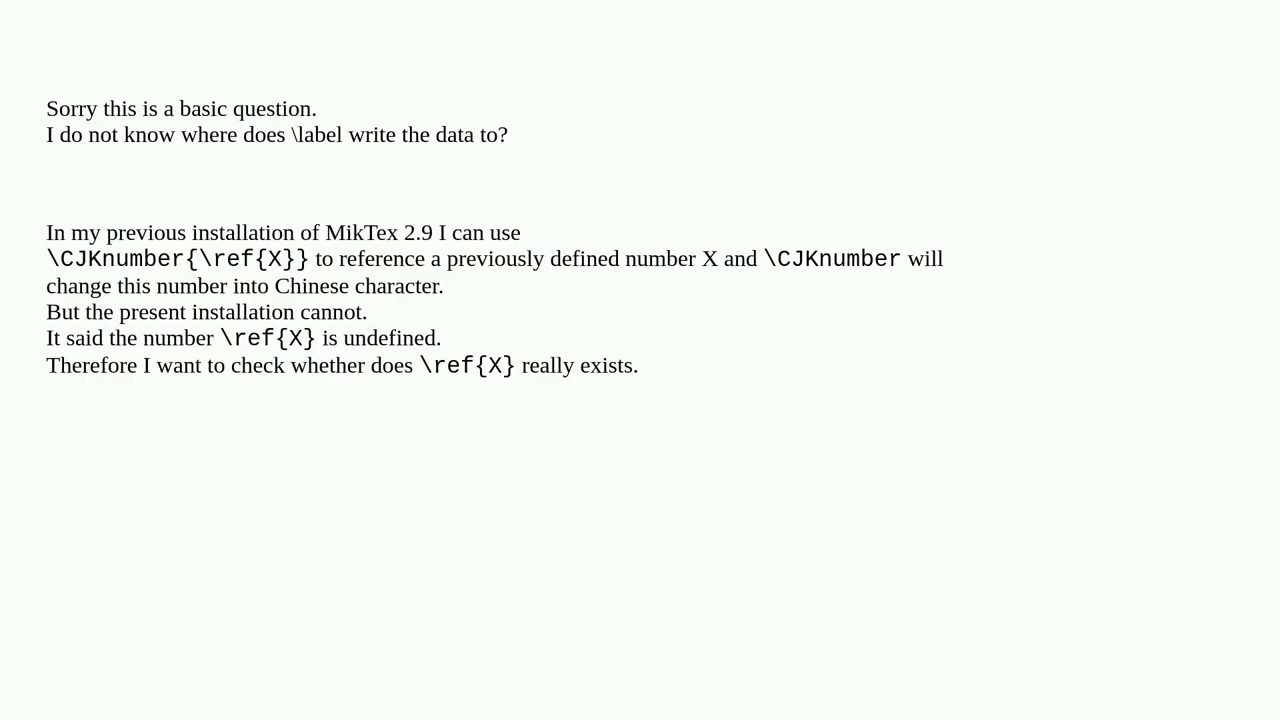 Sorry this is a basic question.
I do not know where does \label write the data to?
In my previous installation of MikTex 2.9 I can use
\CJKnumber{\ref{X}} to reference a previously defined number X and \CJKnumber will
change this number into Chinese character.
But the present installation cannot.
It said the number \ref{X} is undefined.
Therefore I want to check whether does \ref{X} really exists.